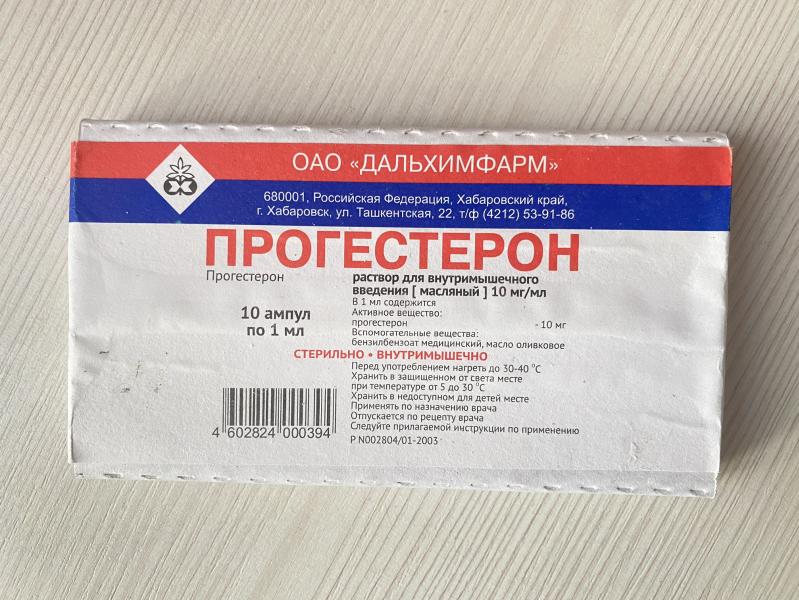 ОАО «ДАЛЬХИМФАРМ»
680001, Российская Федерация, Хабаровский край,
г. Хабаровск, ул. Ташкентская, 22, т/ф (4212) 53-91-86
ПРОГЕСТЕРОН
Прогестерон
10 ампул
по 1 мл
раствор для внутримышечного
введения [ масляный ] 10 мг/мл
В 1 мл содержится
Активное вещество:
прогестерон - 10 мг
Вспомогательные вещества:
бензилбензоат медицинский, масло оливковое
СТЕРИЛЬНО • ВНУТРИМЫШЕЧНО
Перед употреблением нагреть до 30-40 °С
Хранить в защищенном от света месте
при температуре от 5 до 30 °С
Хранить в недоступном для детей месте
Применять по назначению врача
Отпускается по рецепту врача
Следуйте прилагаемой инструкции по применению
Р N002804/01-2003
4 602824 000394